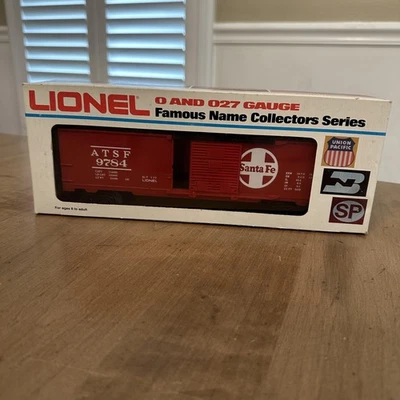 LIONEL
O AND O27 GAUGE
Famous Name Collectors Series
UNION
PACIFIC
ATSF
9784
LIONEL
Santa Fe
SP
For ages 8 to adult